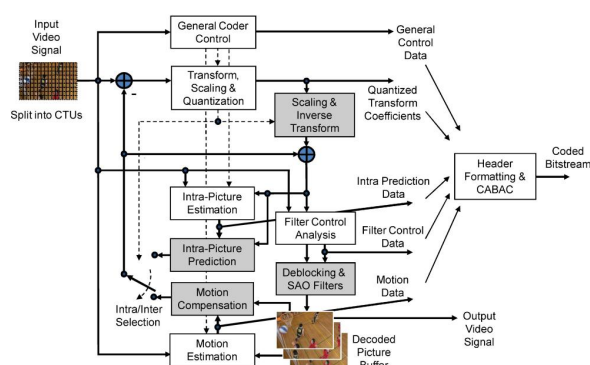 Input
Video
Signal
Split into CTUs
General Coder
Control
Transform,
Scaling &
Quantization
-
Scaling &
Inverse
Transform
Intra-Picture
Estimation
Intra-Picture
Prediction
Filter Control
Analysis
Deblocking &
SAO Filters
Motion
Compensation
Intra/Inter
Selection
Motion
Estimation
Decoded
Picture
Buffer
General
Control
Data
Quantized
Transform
Coefficients
Intra Prediction
Data
Filter Control
Data
Motion
Data
Header
Formatting &
CABAC
Coded
Bitstream
Output
Video
Signal